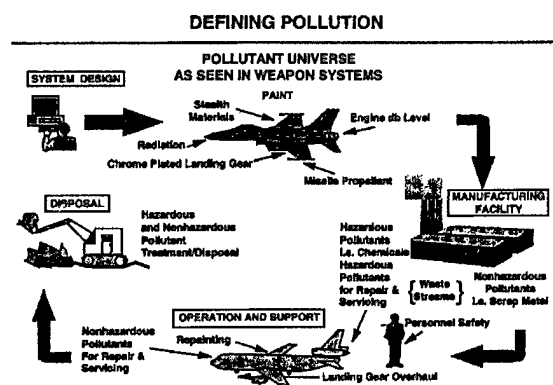 DEFINING POLLUTION
POLLUTANT UNIVERSE
AS SEEN IN WEAPON SYSTEMS
SYSTEM DESIGN
PAINT
Stealth
Materials
Engine db Level
Radiation
Chrome Plated Landing Gear
Missile Propellant
MANUFACTURING
FACILITY
DISPOSAL
Hazardous
and Nonhazardous
Pollutant
Treatment/Disposal
Hazardous
Pollutants
i.e. Chemicals
Hazardous
Pollutants
for Repair &
Servicing
{ Waste
Streams }
Nonhazardous
Pollutants
i.e. Scrap Metal
OPERATION AND SUPPORT
Personnel Safety
Repainting
Nonhazardous
Pollutants
For Repair &
Servicing
Landing Gear Overhaul